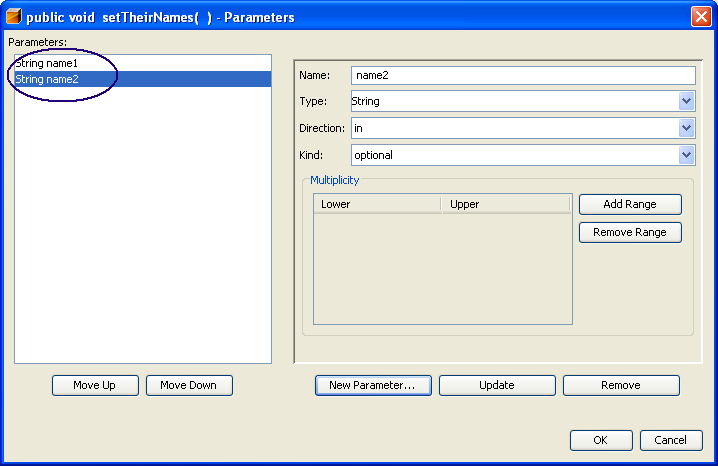 public void setTheirNames( ) - Parameters
Parameters:
String name1
String name2
Name: name2
Type: String
Direction: in
Kind: optional
Multiplicity
Lower Upper
Add Range
Remove Range
Move Up Move Down New Parameter... Update Remove
OK Cancel